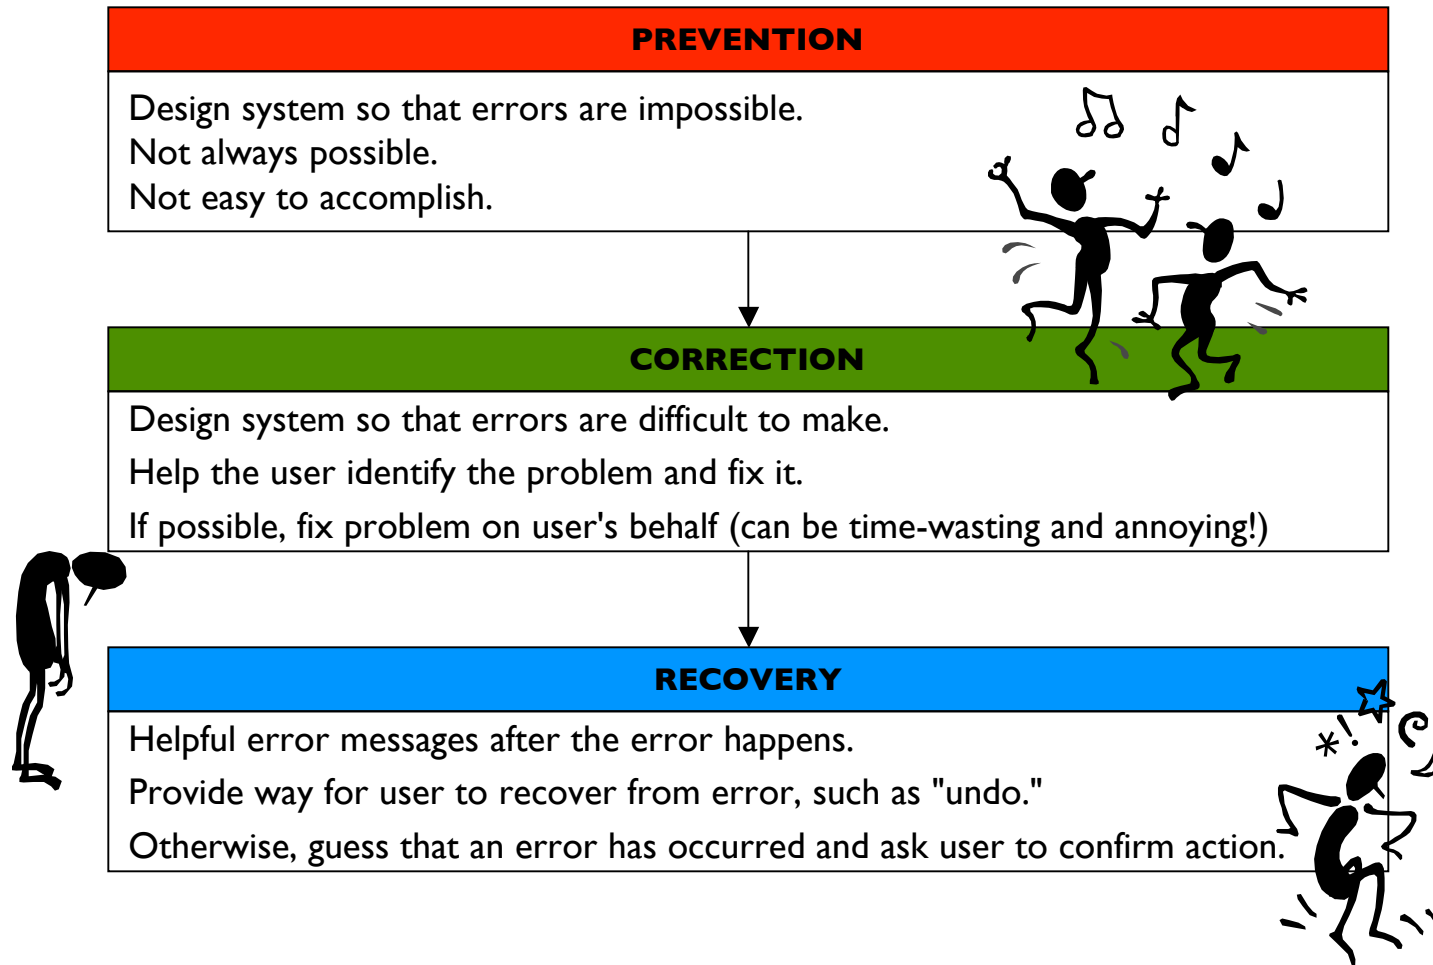 PREVENTION
Design system so that errors are impossible.
Not always possible.
Not easy to accomplish.
CORRECTION
Design system so that errors are difficult to make.
Help the user identify the problem and fix it.
If possible, fix problem on user's behalf (can be time-wasting and annoying!)
RECOVERY
*!
Helpful error messages after the error happens.
Provide way for user to recover from error, such as "undo."
Otherwise, guess that an error has occurred and ask user to confirm action.